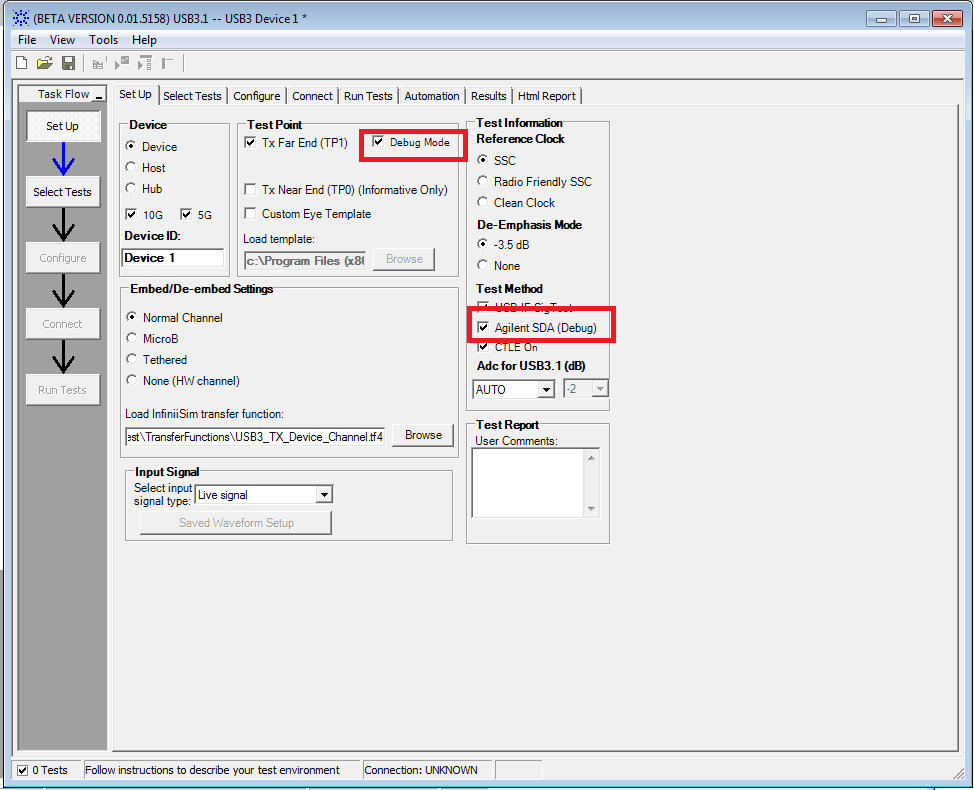 (BETA VERSION 0.01.5158) USB3.1 -- USB3 Device 1 *
File View Tools Help
Task Flow
Set Up
Select Tests
Configure
Connect
Run Tests
Set Up Select Tests Configure Connect Run Tests Automation Results Html Report
Device
Device
Host
Hub
10G 5G
Device ID:
Device 1
Test Point
Tx Far End (TP1) Debug Mode
Tx Near End (TP0) (Informative Only)
Custom Eye Template
Load template:
c:\Program Files (x86 Browse
Embed/De-embed Settings
Normal Channel
MicroB
Tethered
None (HW channel)
Load InfiniiSim transfer function:
est\TransferFunctions\USB3_TX_Device_Channel.tf4 Browse
Input Signal
Select input
signal type: Live signal
Saved Waveform Setup
Test Information
Reference Clock
SSC
Radio Friendly SSC
Clean Clock
De-Emphasis Mode
-3.5 dB
None
Test Method
USB-IF SigTest
Agilent SDA (Debug)
CTLE On
Adc for USB3.1 (dB)
AUTO -2
Test Report
User Comments:
0 Tests Follow instructions to describe your test environment Connection: UNKNOWN